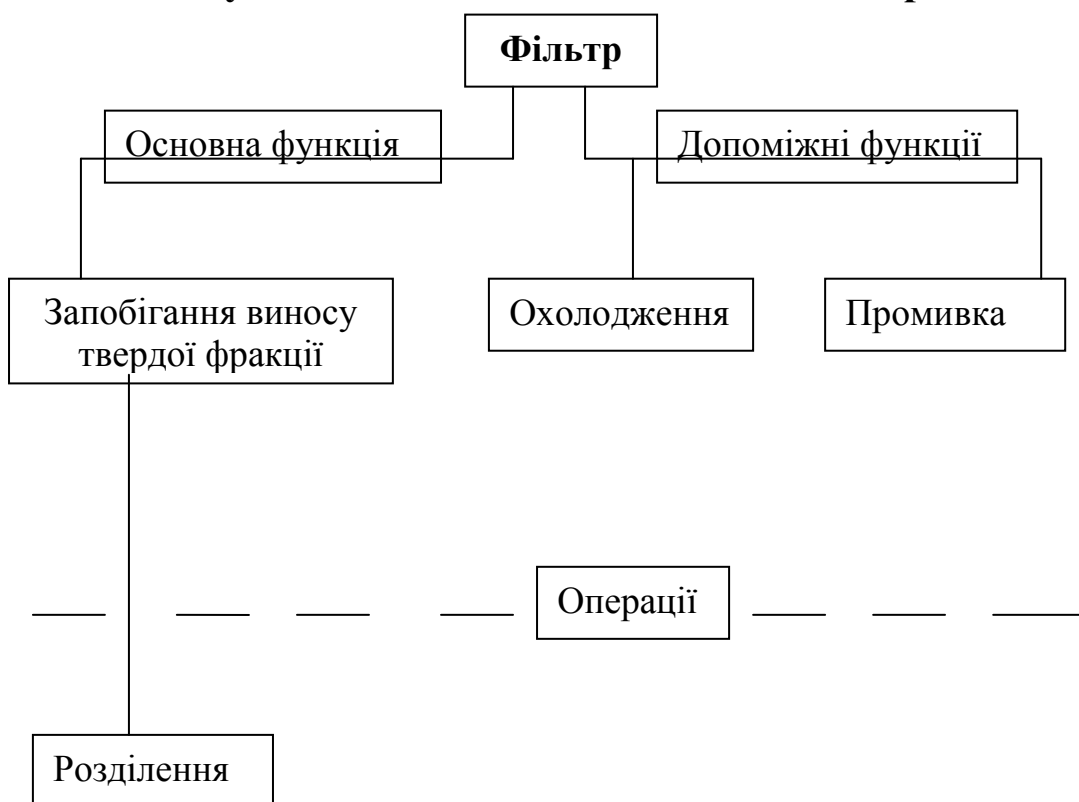 Фільтр
Основна функція
Допоміжні функції
Запобігання виносу
твердої фракції
Охолодження
Промивка
Операції
Розділення